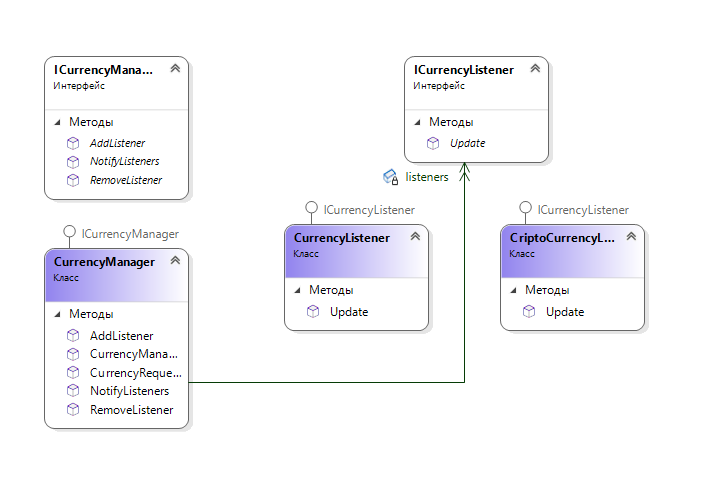 ICurrencyMana...
Интерфейс
Методы
AddListener
NotifyListeners
RemoveListener
ICurrencyListener
Интерфейс
Методы
Update
listeners
ICurrencyManager
CurrencyManager
Класс
Методы
AddListener
CurrencyMana...
CurrencyReque...
NotifyListeners
RemoveListener
ICurrencyListener
CurrencyListener
Класс
Методы
Update
ICurrencyListener
CriptoCurrencyL...
Класс
Методы
Update